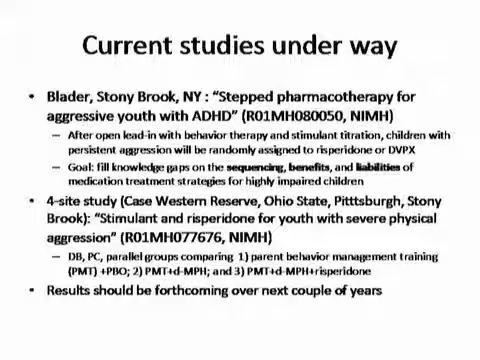 Current studies under way
• Blader, Stony Brook, NY : "Stepped pharmacotherapy for
aggressive youth with ADHD" (R01MH080050, NIMH)
– After open lead-in with behavior therapy and stimulant titration, children with
persistent aggression will be randomly assigned to risperidone or DVPX
– Goal: fill knowledge gaps on the sequencing, benefits, and liabilities of
medication treatment strategies for highly impaired children
• 4-site study (Case Western Reserve, Ohio State, Pitttsburgh, Stony
Brook): "Stimulant and risperidone for youth with severe physical
aggression" (R01MH077676, NIMH)
– DB, PC, parallel groups comparing 1) parent behavior management training
(PMT) +PBO; 2) PMT+d-MPH; and 3) PMT+d-MPH+risperidone
• Results should be forthcoming over next couple of years